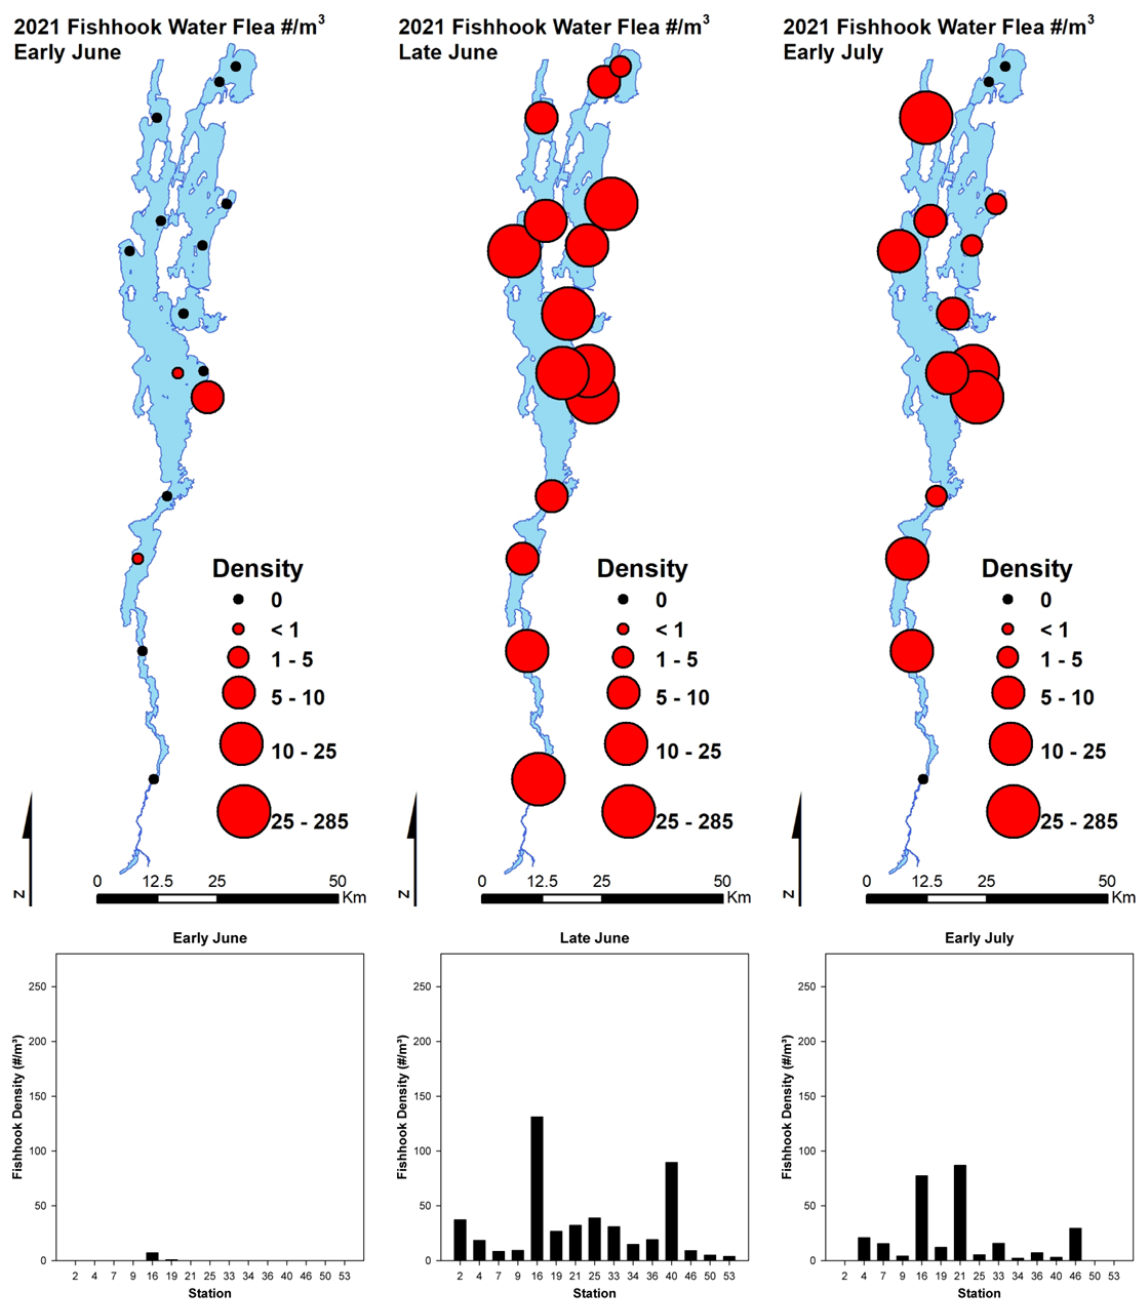 2021 Fishhook Water Flea #/m³
Early June
Density
0
< 1
1 - 5
5 - 10
10 - 25
25 - 285
N
0 12.5 25 50
Km
2021 Fishhook Water Flea #/m³
Late June
Density
0
< 1
1 - 5
5 - 10
10 - 25
25 - 285
N
0 12.5 25 50
Km
2021 Fishhook Water Flea #/m³
Early July
Density
0
< 1
1 - 5
5 - 10
10 - 25
25 - 285
N
0 12.5 25 50
Km
Early June
Fishhook Density (#/m³)
250
200
150
100
50
0
2 4 7 9 16 19 21 25 33 34 36 40 46 50 53
Station
Late June
Fishhook Density (#/m³)
250
200
150
100
50
0
2 4 7 9 16 19 21 25 33 34 36 40 46 50 53
Station
Early July
Fishhook Density (#/m³)
250
200
150
100
50
0
2 4 7 9 16 19 21 25 33 34 36 40 46 50 53
Station